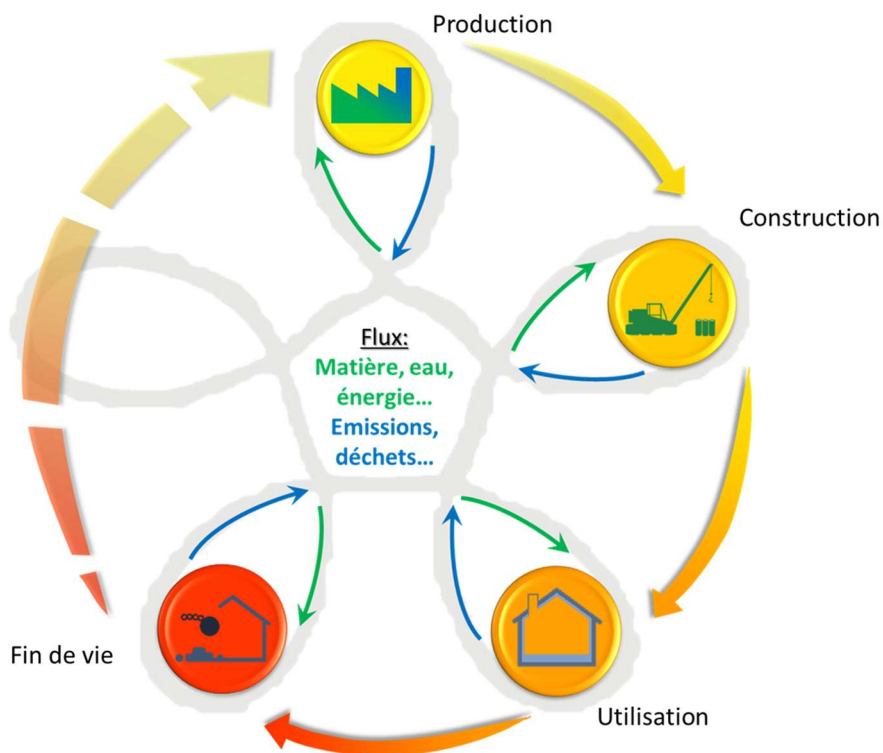 Production
Construction
Flux:
Matière, eau,
énergie...
Emissions,
déchets...
Fin de vie
Utilisation